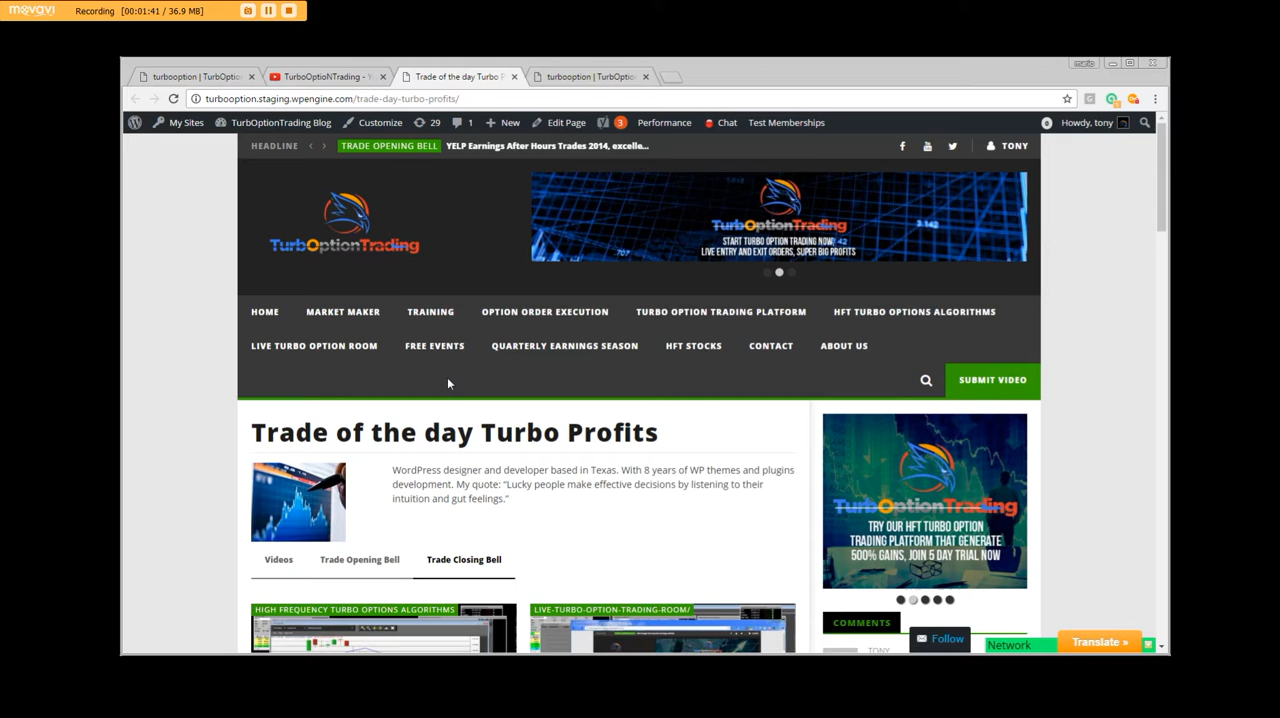 movavi Recording [00:01:41 / 36.9 MB]
mario
turbooption | TurbOptio
TurboOptioNTrading - Y
Trade of the day Turbo P
turbooption | TurbOptio
turbooption.staging.wpengine.com/trade-day-turbo-profits/
My Sites TurbOptionTrading Blog Customize 29 1 New Edit Page 3 Performance Chat Test Memberships 0 Howdy, tony
HEADLINE TRADE OPENING BELL YELP Earnings After Hours Trades 2014, excelle... TONY
TurbOptionTrading
3.142
TurbOptionTrading
START TURBO OPTION TRADING NOW,
LIVE ENTRY AND EXIT ORDERS, SUPER BIG PROFITS
42
.707
HOME MARKET MAKER TRAINING OPTION ORDER EXECUTION TURBO OPTION TRADING PLATFORM HFT TURBO OPTIONS ALGORITHMS
LIVE TURBO OPTION ROOM FREE EVENTS QUARTERLY EARNINGS SEASON HFT STOCKS CONTACT ABOUT US
SUBMIT VIDEO
Trade of the day Turbo Profits
WordPress designer and developer based in Texas. With 8 years of WP themes and plugins
development. My quote: “Lucky people make effective decisions by listening to their
intuition and gut feelings.”
Videos Trade Opening Bell Trade Closing Bell
HIGH FREQUENCY TURBO OPTIONS ALGORITHMS
LIVE-TURBO-OPTION-TRADING-ROOM/
TurbOptionTrading
TRY OUR HFT TURBO OPTION
TRADING PLATFORM THAT GENERATE
500% GAINS, JOIN 5 DAY TRIAL NOW
COMMENTS
TONY
Follow
Network
Translate »